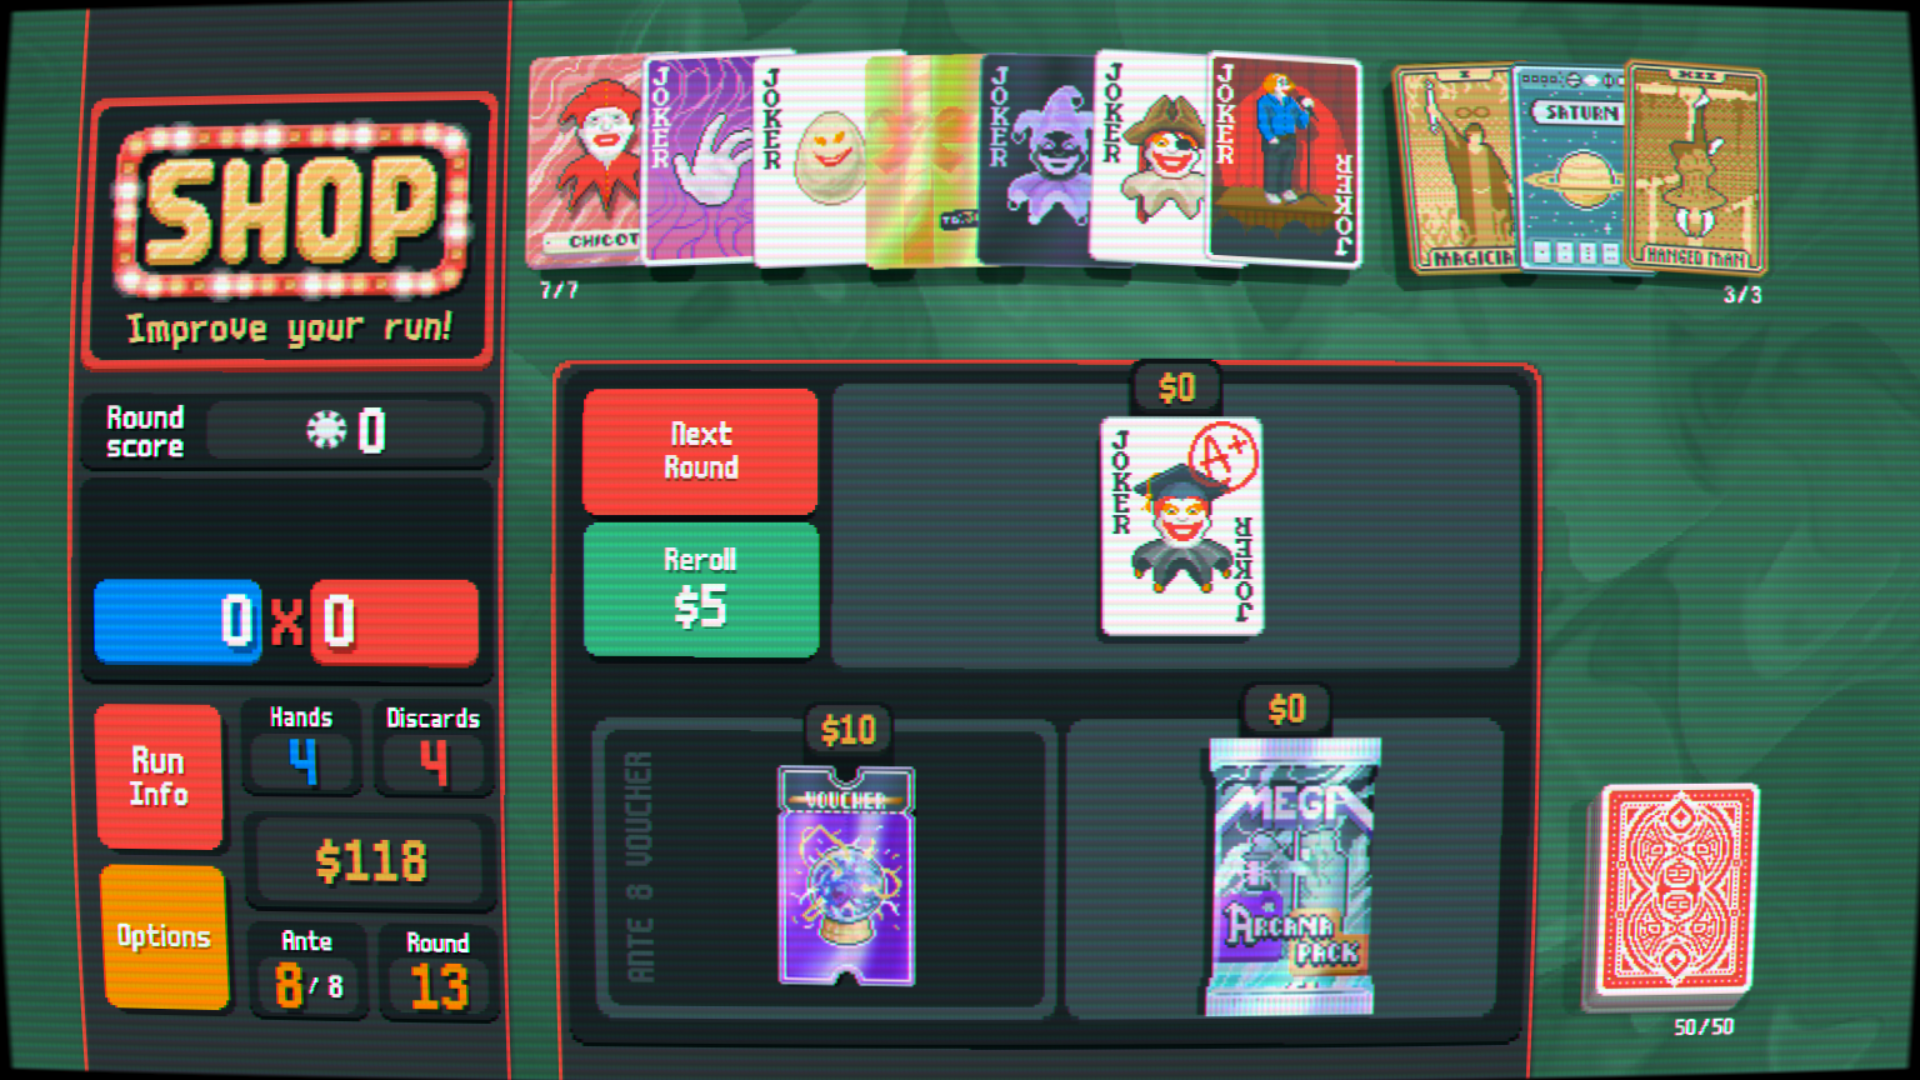 SHOP
Improve your run!
Round
score
0
0 X 0
Run
Info
Hands
4
Discards
4
$118
Options
Ante
8 / 8
Round
13
CHICOT
JOKER
JOKER
JOKER
JOKER
JOKER
JOKER
7/7
I
MAGICIA
SATURN
XII
HANGED MAN
3/3
Next
Round
Reroll
$5
$0
JOKER
A+
JOKER
ANTE 8 VOUCHER
$10
VOUCHER
$0
MEGA
ARCANA
PACK
50/50